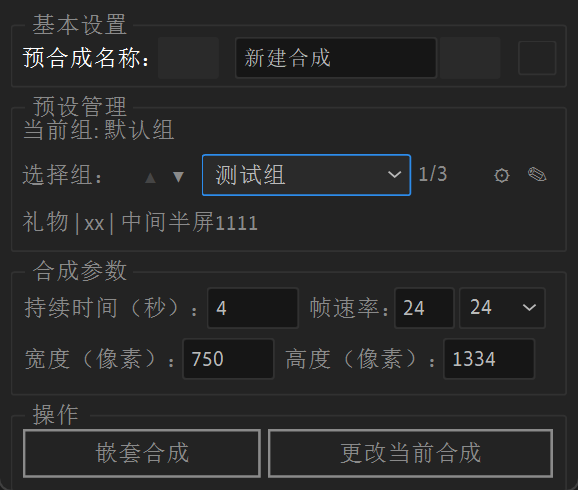 基本设置
预合成名称： 新建合成
预设管理
当前组: 默认组
选择组： ▲ ▼ 测试组 1/3
礼物 | xx | 中间半屏1111
合成参数
持续时间（秒）： 4 帧速率： 24 24
宽度（像素）： 750 高度（像素）： 1334
操作
嵌套合成 更改当前合成